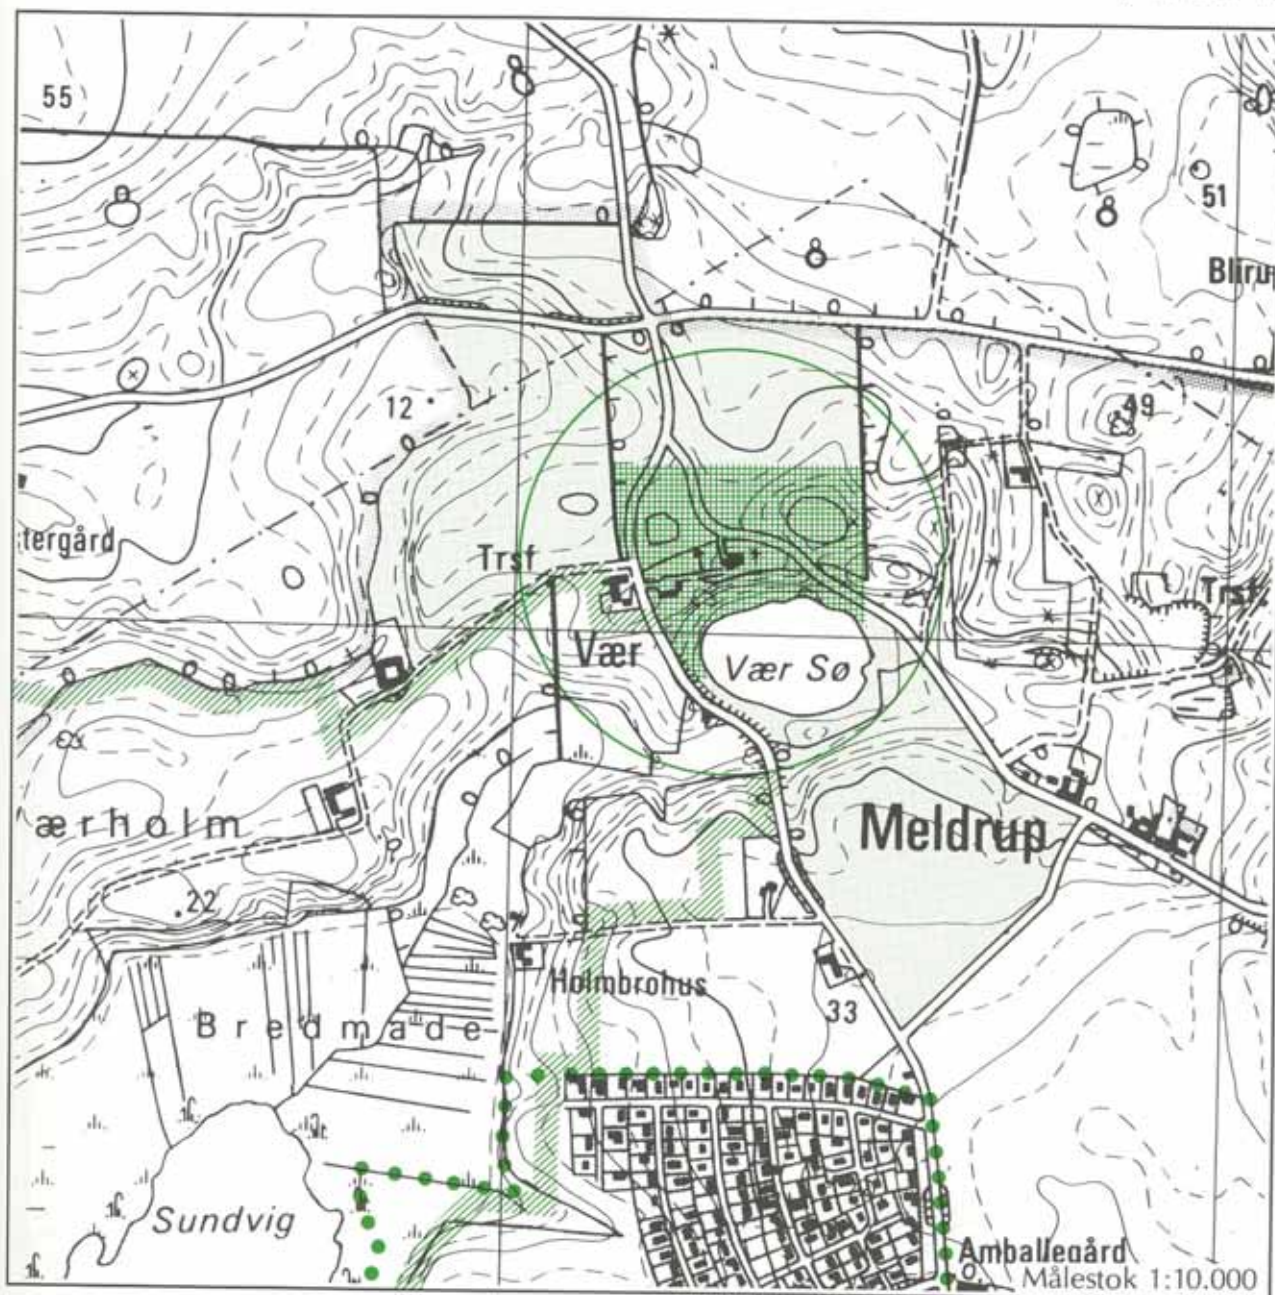 55
51
Blirup
12
49
tergård
Trsf
Trsf.
Vær
Vær Sø
ærholm
Meldrup
22
Holmbrohus
33
Bredmade
Sundvig
Amballegård
Målestok 1:10.000